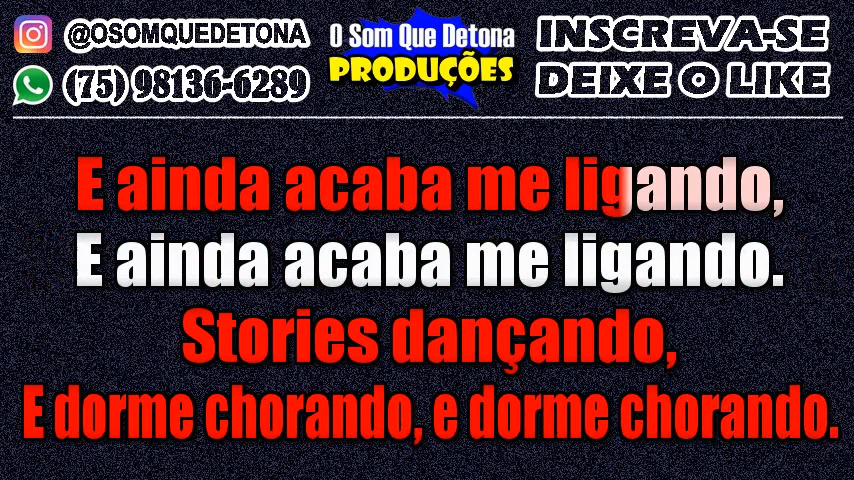 @OSOMQUEDETONA
(75) 98136-6289
O Som Que Detona
PRODUÇÕES
INSCREVA-SE
DEIXE O LIKE
E ainda acaba me ligando,
E ainda acaba me ligando.
Stories dançando,
E dorme chorando, e dorme chorando.